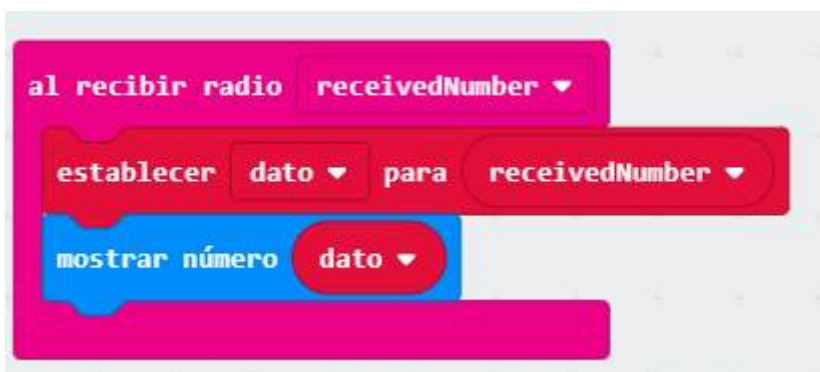 al recibir radio receivedNumber
establecer dato para receivedNumber
mostrar número dato